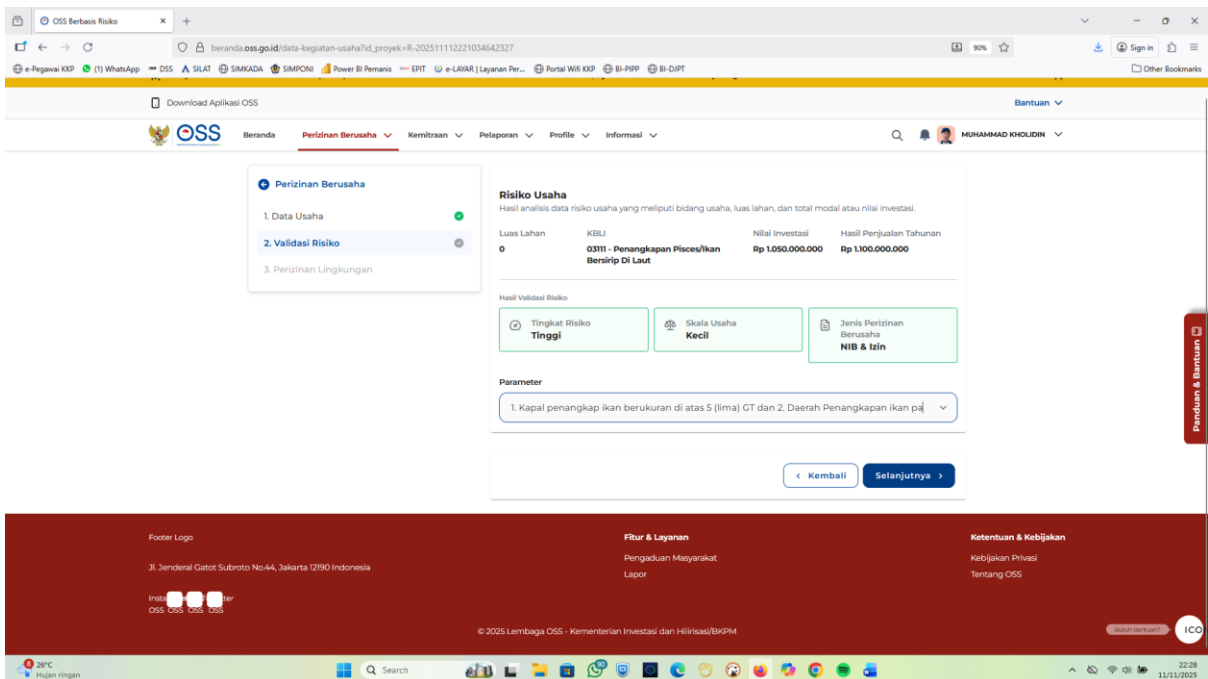 OSS Berbasis Risiko
beranda.oss.go.id/data-kegiatan-usaha?id_proyek=R-202511112221034642327
90%
Sign in
e-Pegawai KKP (1) WhatsApp DSS SILAT SIMKADA SIMPONI Power BI Pemanis EPIT e-LAYAR | Layanan Per... Portal Wifi KKP BI-PIPP BI-DJPT Other Bookmarks
Download Aplikasi OSS
Bantuan
OSS Beranda Perizinan Berusaha Kemitraan Pelaporan Profile Informasi MUHAMMAD KHOLIDIN
Perizinan Berusaha
1. Data Usaha
2. Validasi Risiko
3. Perizinan Lingkungan
Risiko Usaha
Hasil analisis data risiko usaha yang meliputi bidang usaha, luas lahan, dan total modal atau nilai investasi.
Luas Lahan KBLI Nilai Investasi Hasil Penjualan Tahunan
0 03111 - Penangkapan Pisces/Ikan Rp 1.050.000.000 Rp 1.100.000.000
Bersirip Di Laut
Hasil Validasi Risiko
Tingkat Risiko
Tinggi
Skala Usaha
Kecil
Jenis Perizinan
Berusaha
NIB & Izin
Parameter
1. Kapal penangkap ikan berukuran di atas 5 (lima) GT dan 2. Daerah Penangkapan ikan pa
Kembali
Selanjutnya
Panduan & Bantuan
Footer Logo
Jl. Jenderal Gatot Subroto No.44, Jakarta 12190 Indonesia
OSS OSS OSS OSS
Fitur & Layanan
Pengaduan Masyarakat
Lapor
Ketentuan & Kebijakan
Kebijakan Privasi
Tentang OSS
© 2025 Lembaga OSS - Kementerian Investasi dan Hilirisasi/BKPM
Butuh Bantuan?
ICO
26°C
Hujan ringan
Search
22:28
11/11/2025